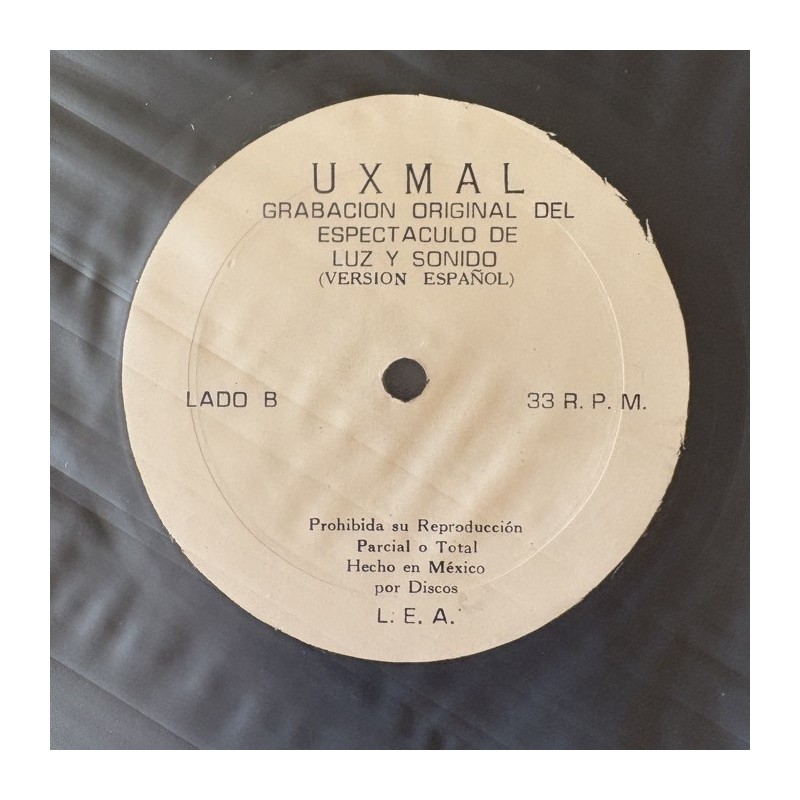 UXMAL
GRABACION ORIGINAL DEL
ESPECTACULO DE
LUZ Y SONIDO
(VERSION ESPAÑOL)
LADO B
33 R. P. M.
Prohibida su Reproducción
Parcial o Total
Hecho en México
por Discos
L. E. A.